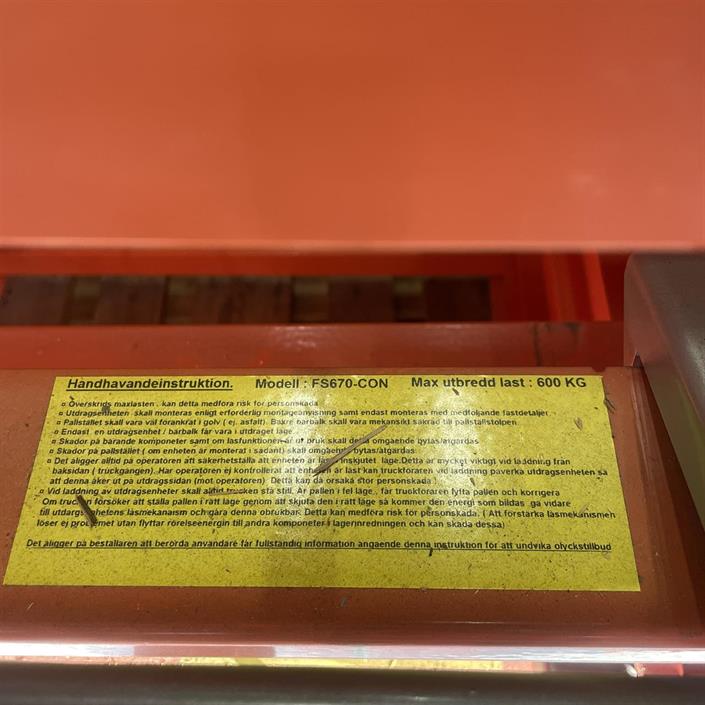 Handhavandeinstruktion. Modell : FS670-CON Max utbredd last : 600 KG
¤ Överskrids maxlasten , kan detta medföra risk för personskada
¤ Utdragsenheten skall monteras enligt erforderlig montageanvisning samt endast monteras med medföljande fästdetaljer
¤ Pallstället skall vara väl förankrat i golv ( ej. asfalt). Bakre bärbalk skall vara mekaniskt säkrad till pallställstolpen
¤ Endast en utdragsenhet / bärbalk får vara i utdraget läge
¤ Skador på bärande komponeter samt om låsfunktionen är ur bruk skall dessa omgående bytas/åtgärdas
¤ Skador på pallstället ( om enheten är monterat i sådant) skall omgående bytas/åtgärdas
¤ Det åligger alltid på operatören att säkerhetställa att enheten är låst i inskjutet läge.Detta är mycket viktigt vid laddning från
baksidan ( truckgången). Har operatören ej kontrollerat att enheten är låst kan truckföraren vid laddning påverka utdragsenheten så
att denna åker ut på utdragssidan (mot operatören). Detta kan då orsaka stor personskada
¤ Vid laddning av utdragsenheter skall alltid trucken stå still. Är pallen i fel läge , får truckföraren lyfta pallen och korrigera
Om trucken försöker att ställa pallen i rätt läge genom att skjuta den i rätt läge så kommer den energi som bildas gå vidare
till utdragsenhetens låsmekanism och göra denna obrukbar. Detta kan medföra risk för personskada. ( Att förstärka låsmekanismen
löser ej problemet utan flyttar rörelseenergin till andra komponeter i lagerinredningen och kan skada dessa)
Det åligger på beställaren att berörda användare får fullständig information angående denna instruktion för att undvika olyckstillbud